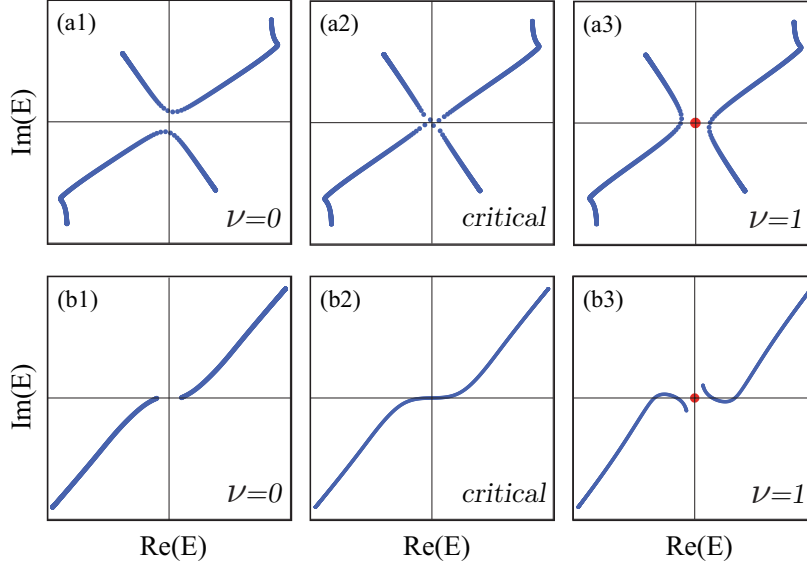 (a1)
(a2)
(a3)
Im(E)
ν=0
critical
ν=1
(b1)
(b2)
(b3)
Im(E)
ν=0
critical
ν=1
Re(E)
Re(E)
Re(E)